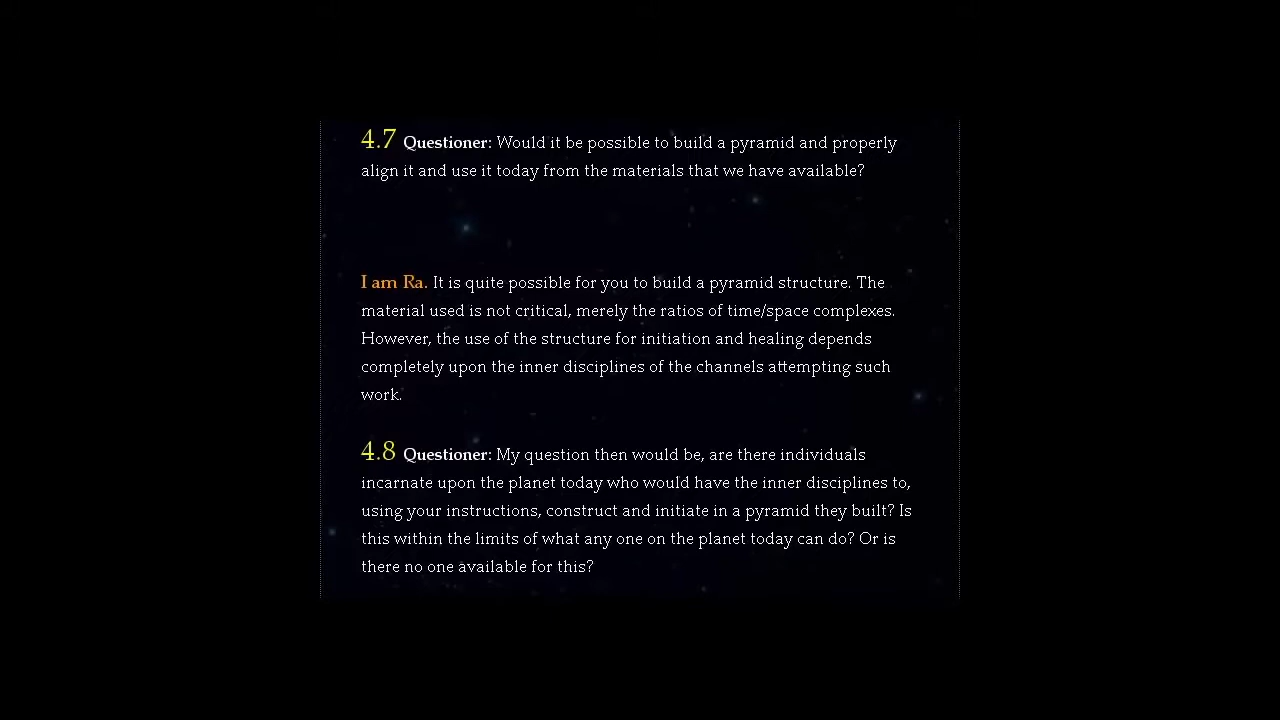 4.7 Questioner: Would it be possible to build a pyramid and properly
align it and use it today from the materials that we have available?
I am Ra. It is quite possible for you to build a pyramid structure. The
material used is not critical, merely the ratios of time/space complexes.
However, the use of the structure for initiation and healing depends
completely upon the inner disciplines of the channels attempting such
work.
4.8 Questioner: My question then would be, are there individuals
incarnate upon the planet today who would have the inner disciplines to,
using your instructions, construct and initiate in a pyramid they built? Is
this within the limits of what any one on the planet today can do? Or is
there no one available for this?